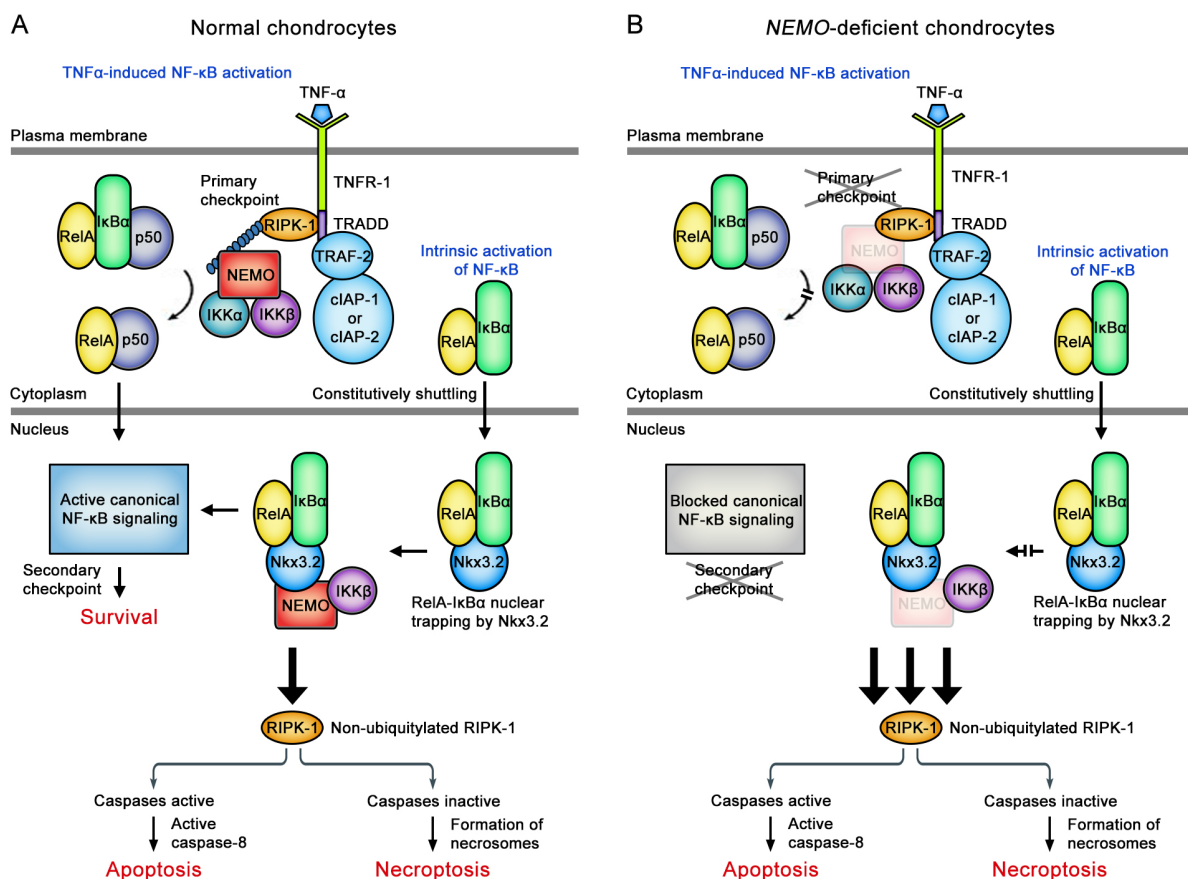 A
Normal chondrocytes
TNFα-induced NF-κB activation
TNF-α
Plasma membrane
Primary
checkpoint
TNFR-1
RelA
IκBα
p50
RIPK-1
TRADD
TRAF-2
NEMO
IKKα
IKKβ
cIAP-1
or
cIAP-2
Intrinsic activation
of NF-κB
RelA
p50
RelA
IκBα
Cytoplasm
Constitutively shuttling
Nucleus
Active canonical
NF-κB signaling
RelA
IκBα
Nkx3.2
NEMO
IKKβ
RelA
IκBα
Nkx3.2
Secondary
checkpoint
Survival
RelA-IκBα nuclear
trapping by Nkx3.2
RIPK-1
Non-ubiquitylated RIPK-1
Caspases active
Caspases inactive
Active
caspase-8
Formation of
necrosomes
Apoptosis
Necroptosis
B
NEMO-deficient chondrocytes
TNFα-induced NF-κB activation
TNF-α
Plasma membrane
Primary
checkpoint
TNFR-1
RelA
IκBα
p50
RIPK-1
TRADD
TRAF-2
NEMO
IKKα
IKKβ
cIAP-1
or
cIAP-2
Intrinsic activation
of NF-κB
RelA
p50
RelA
IκBα
Cytoplasm
Constitutively shuttling
Nucleus
Blocked canonical
NF-κB signaling
RelA
IκBα
Nkx3.2
NEMO
IKKβ
RelA
IκBα
Nkx3.2
Secondary
checkpoint
RelA-IκBα nuclear
trapping by Nkx3.2
RIPK-1
Non-ubiquitylated RIPK-1
Caspases active
Caspases inactive
Active
caspase-8
Formation of
necrosomes
Apoptosis
Necroptosis